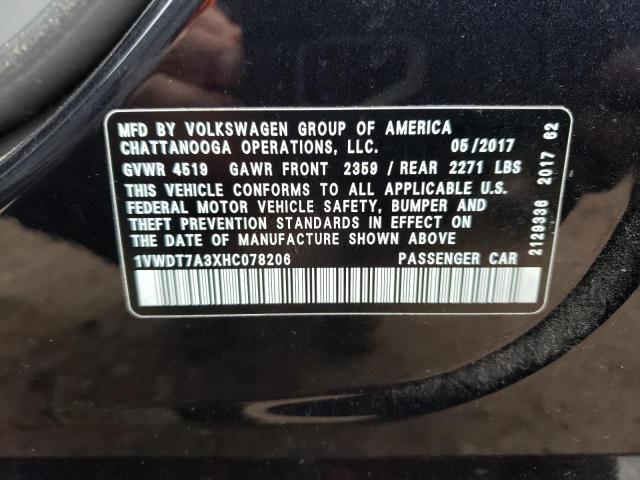 MFD BY VOLKSWAGEN GROUP OF AMERICA
CHATTANOOGA OPERATIONS, LLC. 05/2017
GVWR 4519 GAWR FRONT 2359 / REAR 2271 LBS
THIS VEHICLE CONFORMS TO ALL APPLICABLE U.S.
FEDERAL MOTOR VEHICLE SAFETY, BUMPER AND
THEFT PREVENTION STANDARDS IN EFFECT ON
THE DATE OF MANUFACTURE SHOWN ABOVE
1VWDT7A3XHC078206 PASSENGER CAR
2129336 2017 62